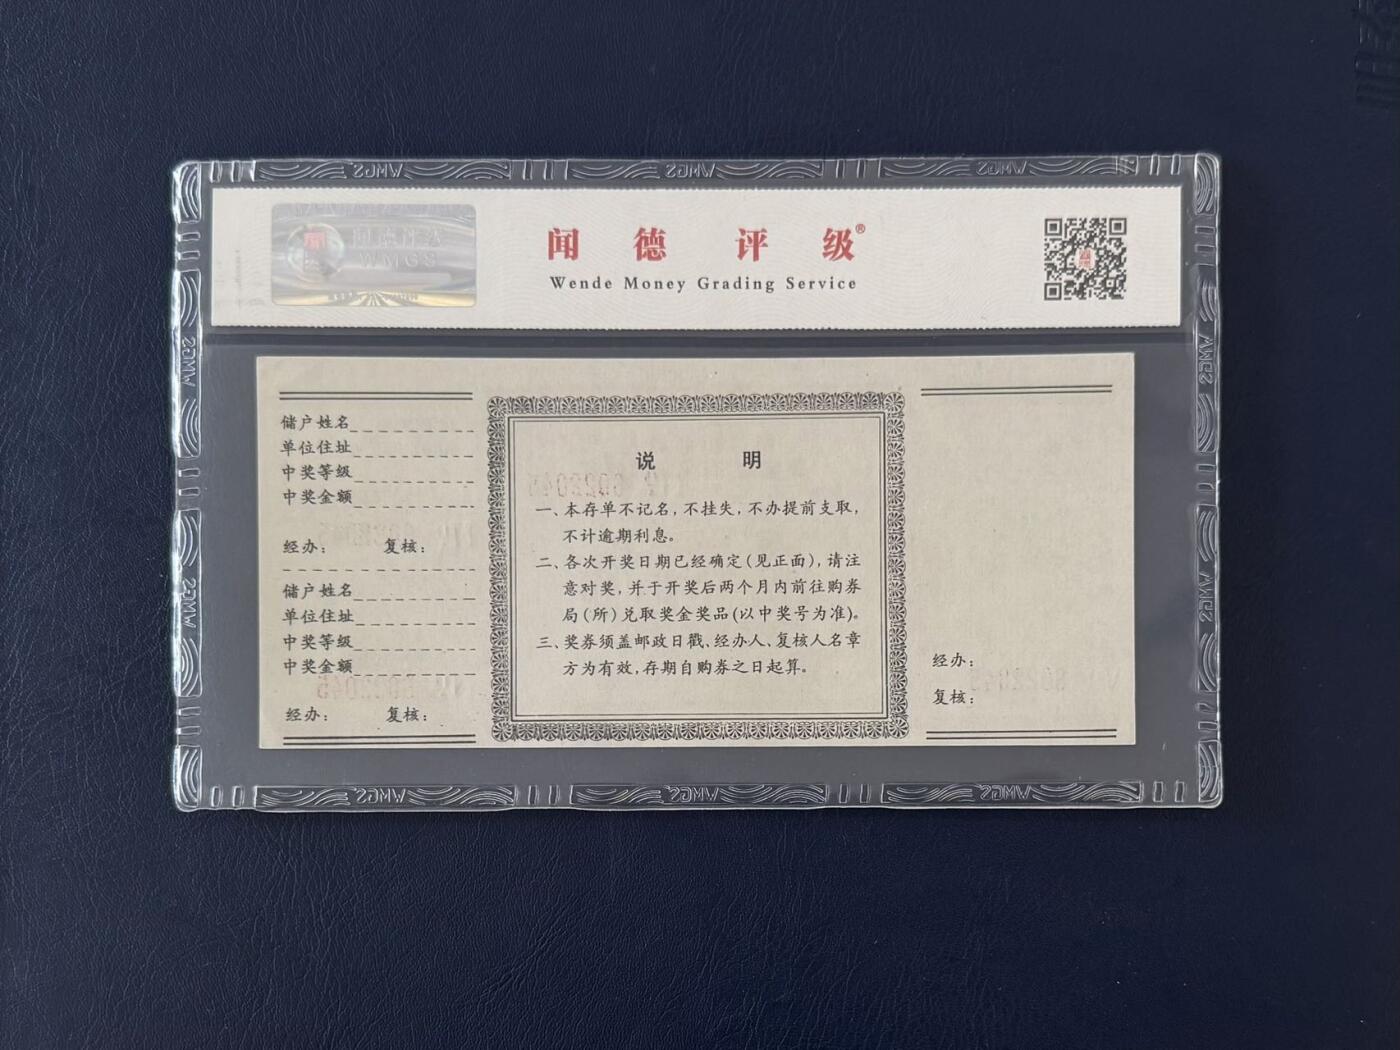 闻德评级®
Wende Money Grading Service
WMGS
储户姓名
单位住址
中奖等级
中奖金额
经办： 复核：
储户姓名
单位住址
中奖等级
中奖金额
经办： 复核：
说 明
一、本存单不记名，不挂失，不办提前支取，
不计逾期利息。
二、各次开奖日期已经确定（见正面），请注
意对奖，并于开奖后两个月内前往购券
局（所）兑取奖金奖品（以中奖号为准）。
三、奖券须盖邮政日戳、经办人、复核人名章
方为有效，存期自购券之日起算。
经办：
复核：